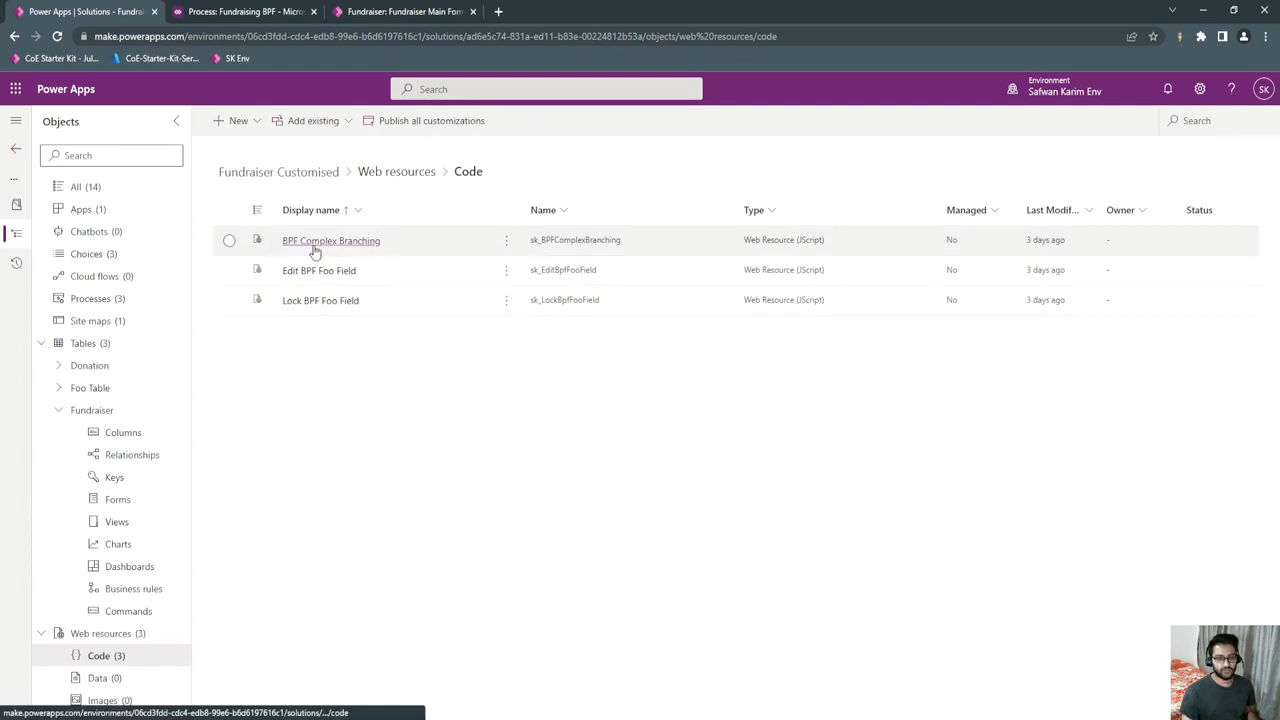 Power Apps | Solutions - Fundrai
Process: Fundraising BPF - Micros
Fundraiser: Fundraiser Main Form
make.powerapps.com/environments/06cd3fdd-cdc4-edb8-99e6-b6d6197616c1/solutions/ad6e5c74-831a-ed11-b83e-00224812b53a/objects/web%20resources/code
CoE Starter Kit - Jul...
CoE-Starter-Kit-Ser...
SK Env
Power Apps
Search
Environment
Safwan Karim Env
SK
Objects
New
Add existing
Publish all customizations
Search
Search
Fundraiser Customised > Web resources > Code
All (14)
Apps (1)
Chatbots (0)
Choices (3)
Cloud flows (0)
Processes (3)
Site maps (1)
Tables (3)
Donation
Foo Table
Fundraiser
Columns
Relationships
Keys
Forms
Views
Charts
Dashboards
Business rules
Commands
Web resources (3)
Code (3)
Data (0)
Images (0)
Display name ↑ Name Type Managed Last Modif... Owner Status
BPF Complex Branching sk_BPFComplexBranching Web Resource (JScript) No 3 days ago -
Edit BPF Foo Field sk_EditBpfFooField Web Resource (JScript) No 3 days ago -
Lock BPF Foo Field sk_LockBpfFooField Web Resource (JScript) No 3 days ago -
make.powerapps.com/environments/06cd3fdd-cdc4-edb8-99e6-b6d6197616c1/solutions/.../code